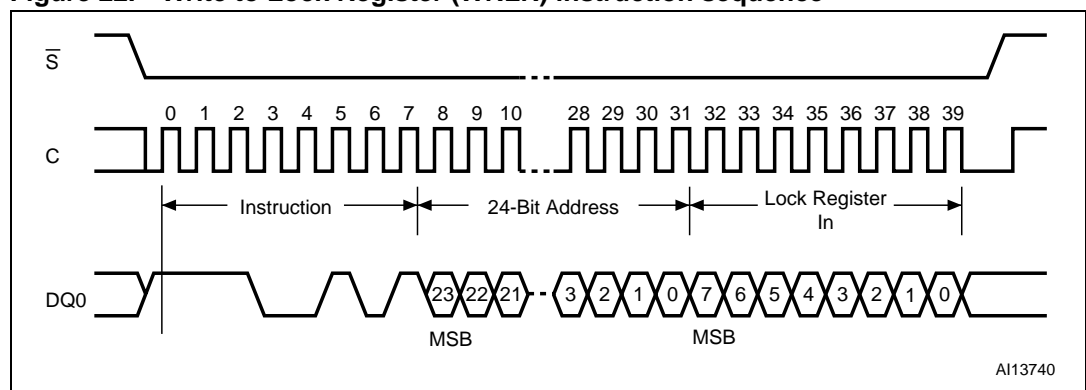 Figure 22. Write to Lock Register (WRLR) instruction sequence
S
0 1 2 3 4 5 6 7 8 9 10 28 29 30 31 32 33 34 35 36 37 38 39
C
Instruction 24-Bit Address Lock Register
In
DQ0 23 22 21 3 2 1 0 7 6 5 4 3 2 1 0
MSB MSB
AI13740